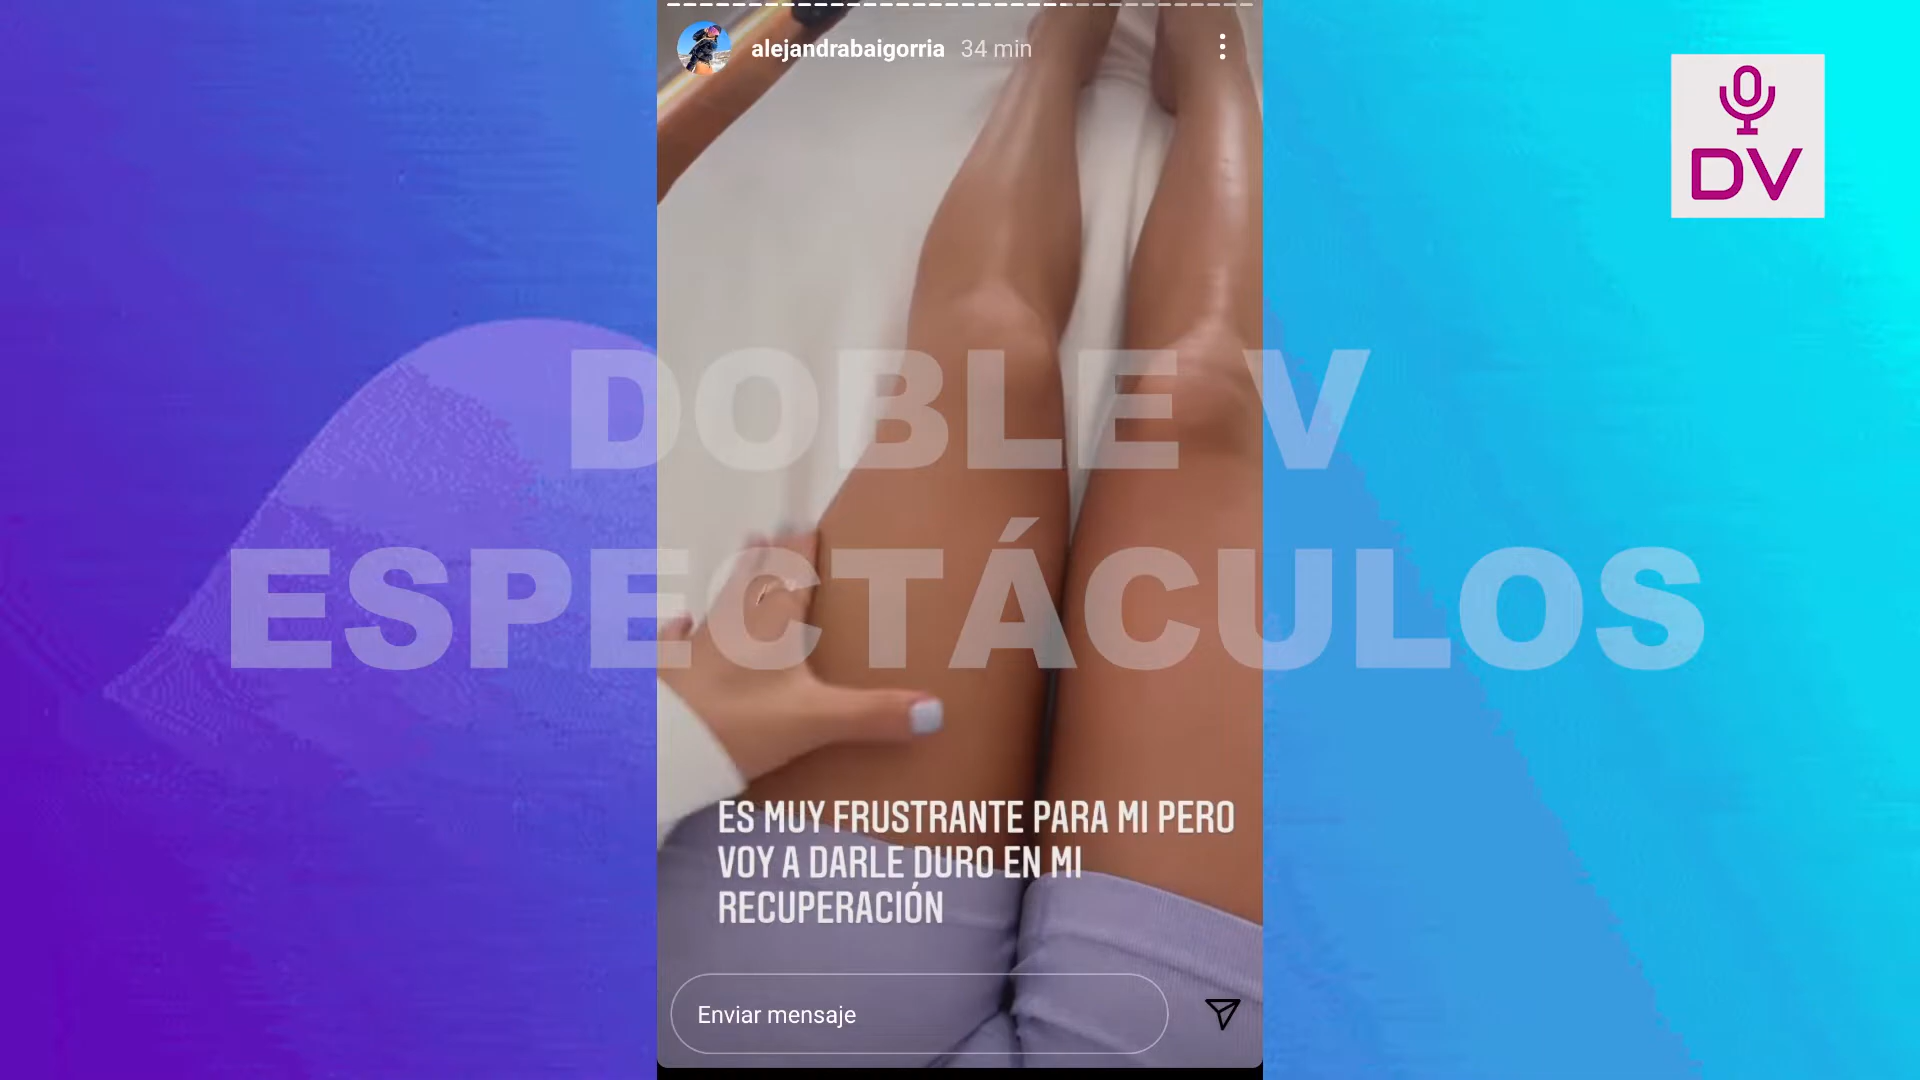 alejandrabaigorria 34 min
DV
DOBLE V
ESPECTÁCULOS
ES MUY FRUSTRANTE PARA MI PERO
VOY A DARLE DURO EN MI
RECUPERACIÓN
Enviar mensaje